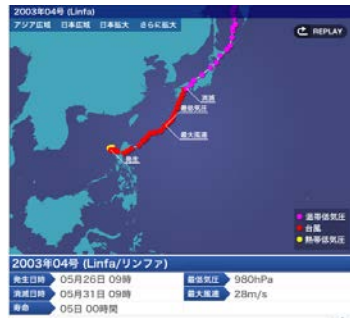 2003年04号 (Linfa)
アジア広域 日本広域 日本拡大 さらに拡大
REPLAY
消滅
最低気圧
最大風速
発生
温帯低気圧
台風
熱帯低気圧
2003年04号 (Linfa/リンファ)
発生日時 05月26日 09時 最低気圧 980hPa
消滅日時 05月31日 09時 最大風速 28m/s
寿命 05日 00時間